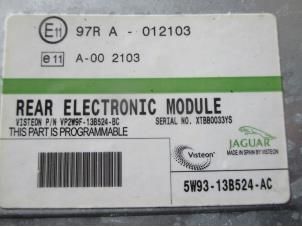 E11 97R A - 012103
e11 A-00 2103
REAR ELECTRONIC MODULE
VISTEON P/N VP2W9F-13B524-BC SERIAL NO. XTBB0033YS
THIS PART IS PROGRAMMABLE
Visteon
JAGUAR
MADE IN SPAIN BY VISTEON
5W93-13B524-AC